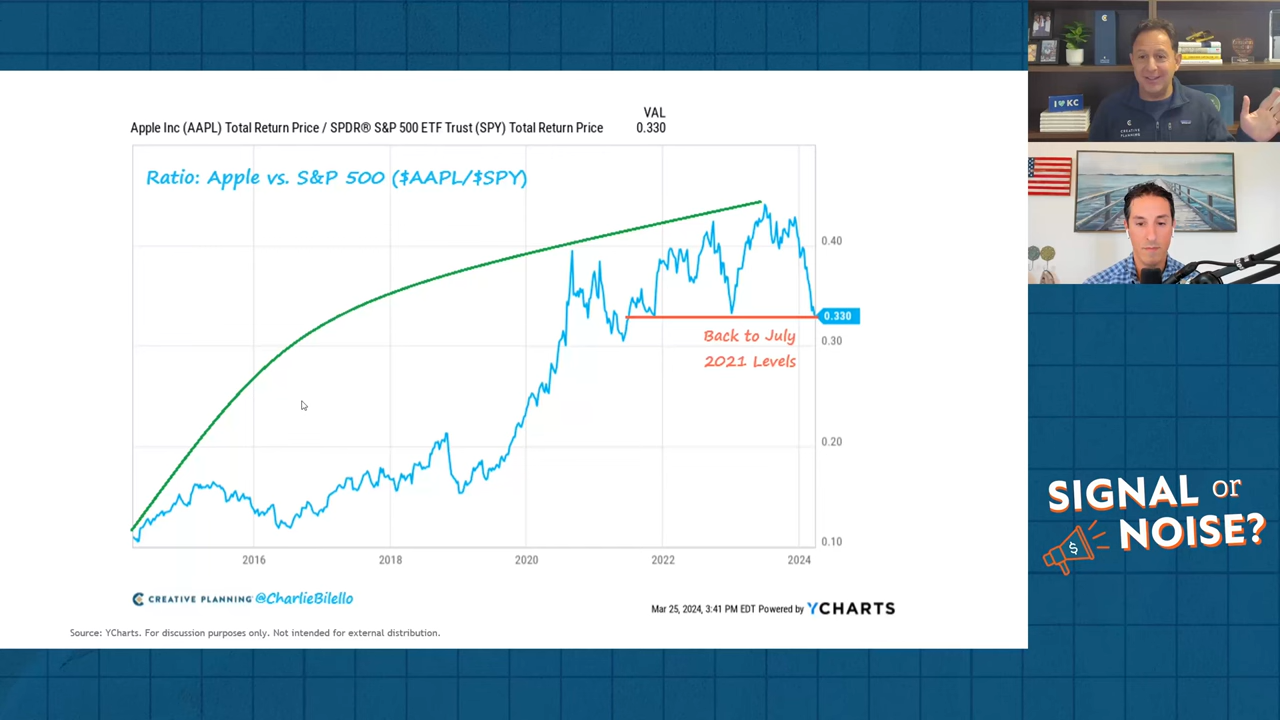 VAL
Apple Inc (AAPL) Total Return Price / SPDR® S&P 500 ETF Trust (SPY) Total Return Price 0.330
Ratio: Apple vs. S&P 500 ($AAPL/$SPY)
0.40
0.330
0.30
0.20
0.10
Back to July
2021 Levels
2016 2018 2020 2022 2024
CREATIVE PLANNING @CharlieBilello
Mar 25, 2024, 3:41 PM EDT Powered by YCHARTS
Source: YCharts. For discussion purposes only. Not intended for external distribution.
I ♥ KC
CREATIVE
PLANNING
SIGNAL or
NOISE?
$